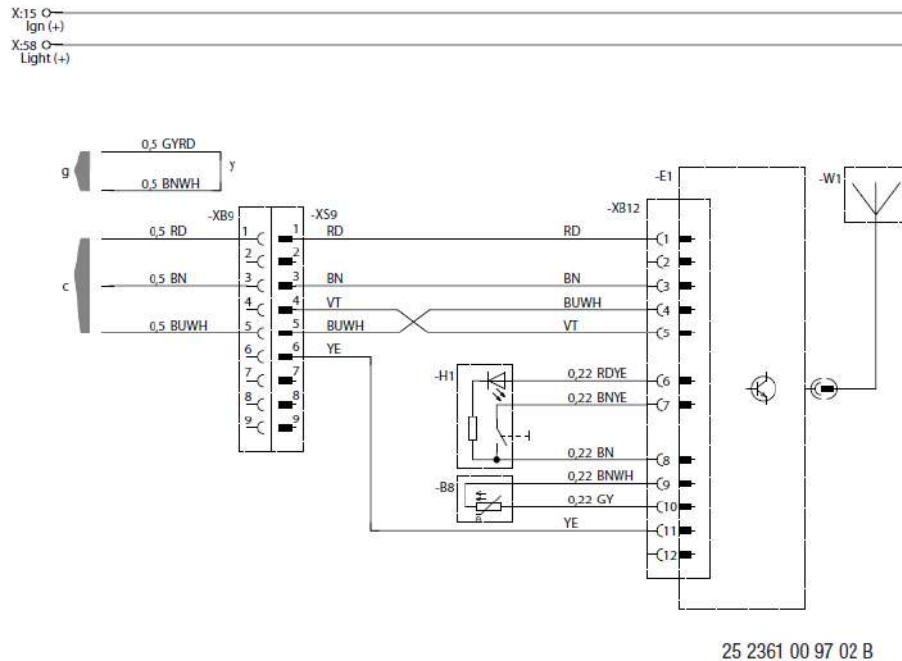 X:15
Ign (+)
X:58
Light (+)
0,5 GYRD
g
y
0,5 BNWH
-E1
-W1
-XB9
-XS9
-XB12
0,5 RD
1
1
RD
RD
1
2
2
2
c
0,5 BN
3
3
BN
BN
3
4
4
VT
BUWH
4
0,5 BUWH
5
5
BUWH
VT
5
6
6
YE
-H1
0,22 RDYE
6
7
7
0,22 BNYE
7
8
8
9
9
0,22 BN
8
-B8
0,22 BNWH
9
0,22 GY
10
YE
11
12
25 2361 00 97 02 B